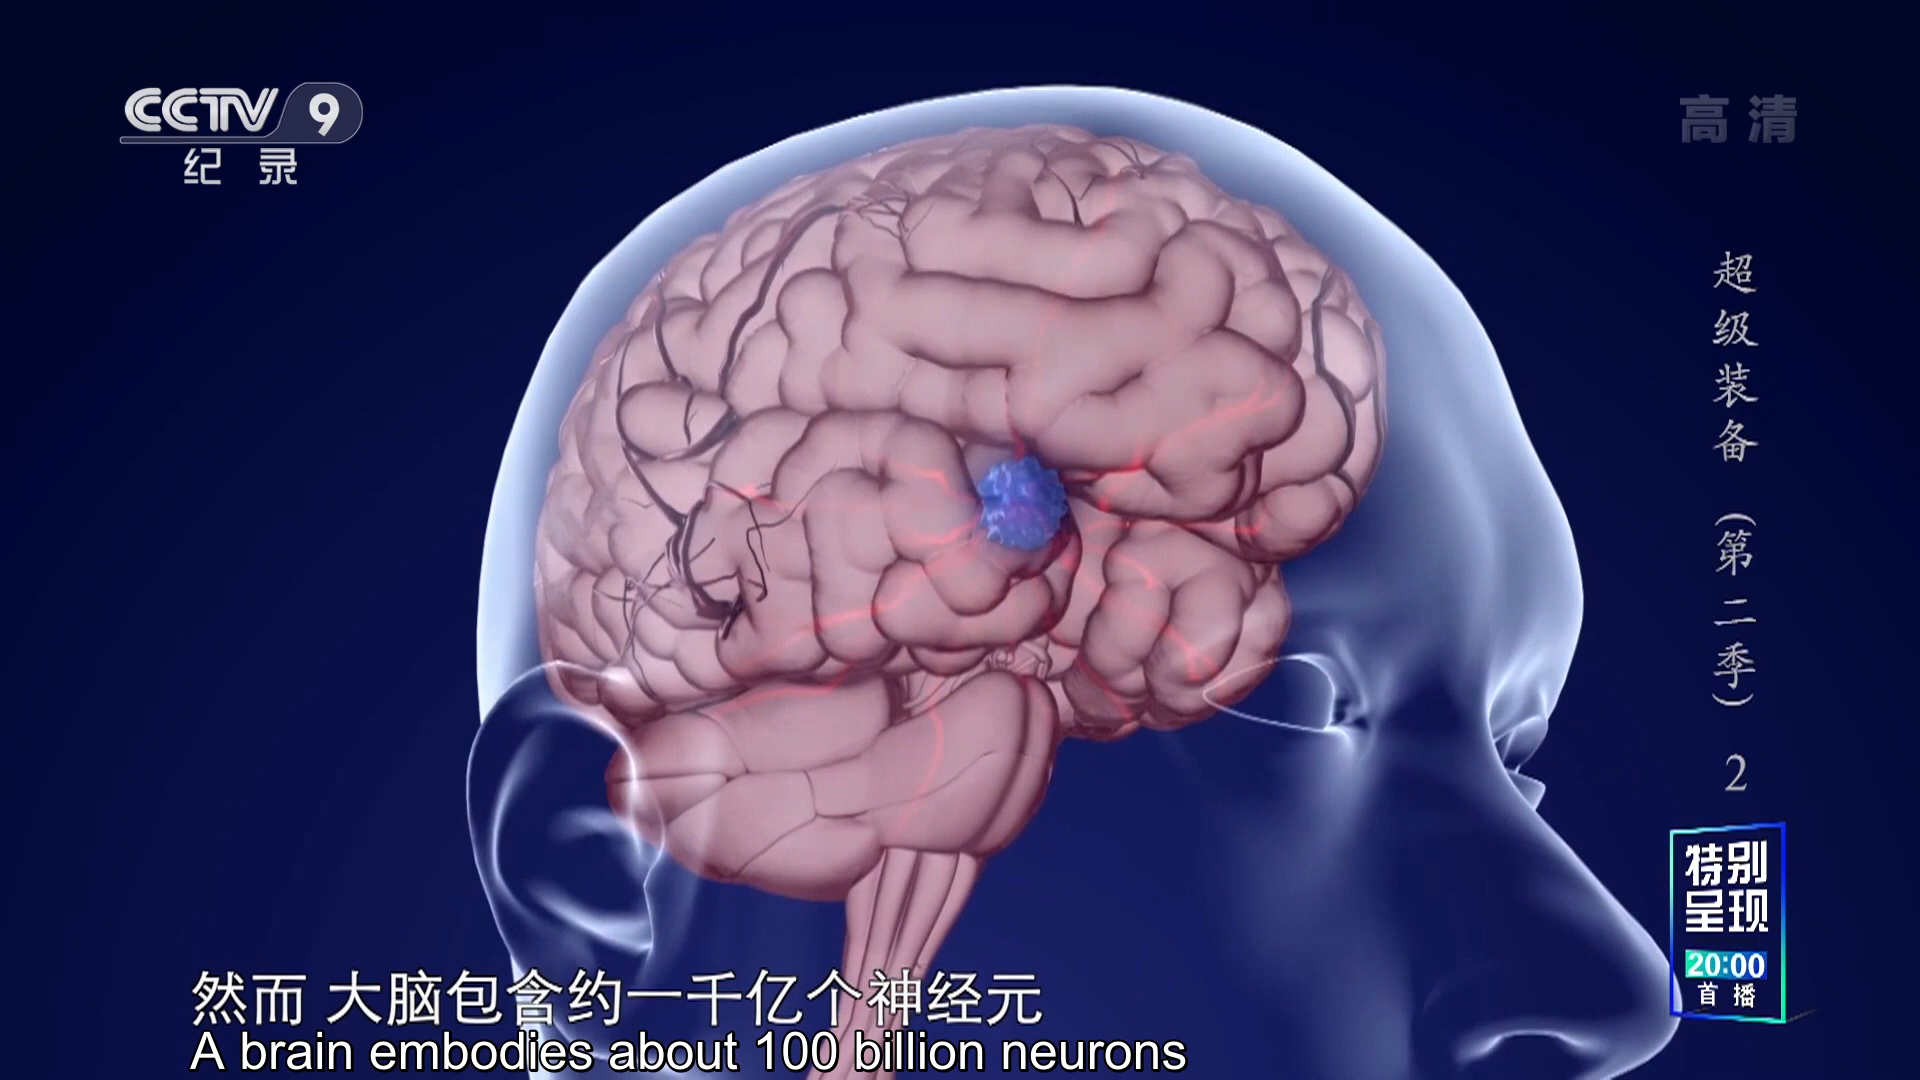 CCTV 9
纪 录
高 清
超级装备（第二季） 2
特别
呈现
20:00
首 播
然而 大脑包含约一千亿个神经元
A brain embodies about 100 billion neurons